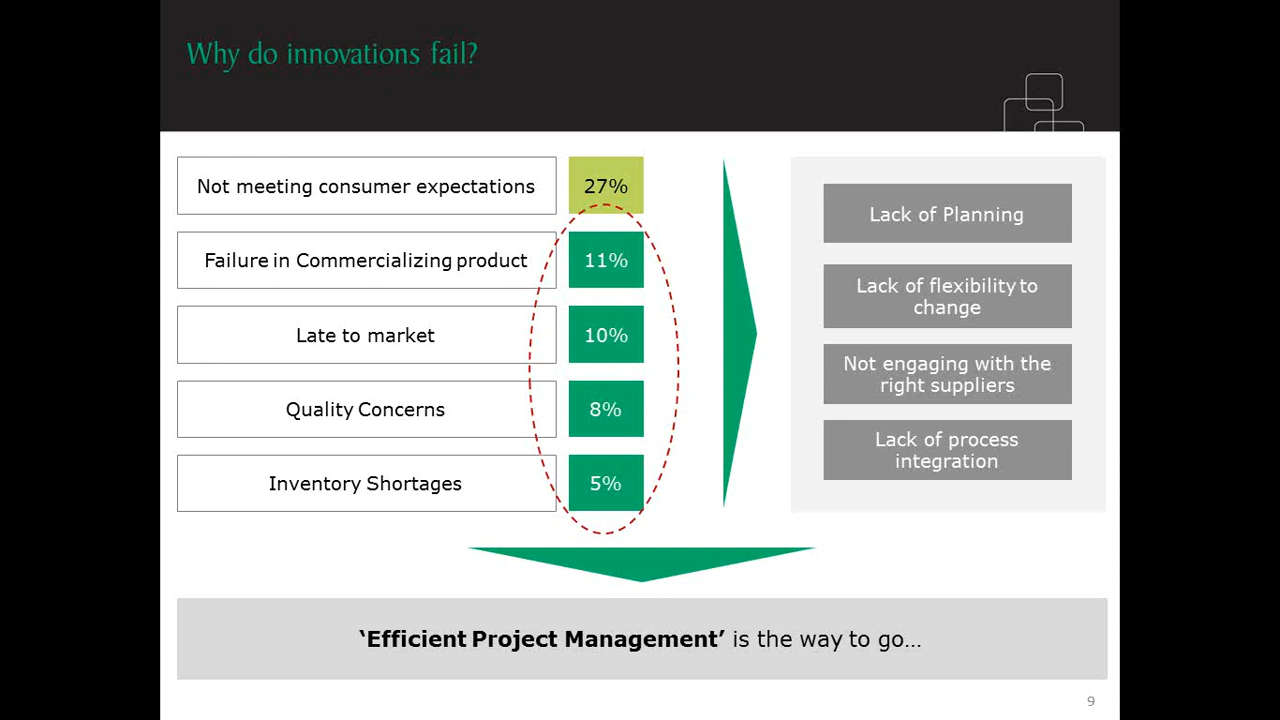 Why do innovations fail?
Not meeting consumer expectations
27%
Failure in Commercializing product
11%
Late to market
10%
Quality Concerns
8%
Inventory Shortages
5%
Lack of Planning
Lack of flexibility to
change
Not engaging with the
right suppliers
Lack of process
integration
‘Efficient Project Management’ is the way to go…
9